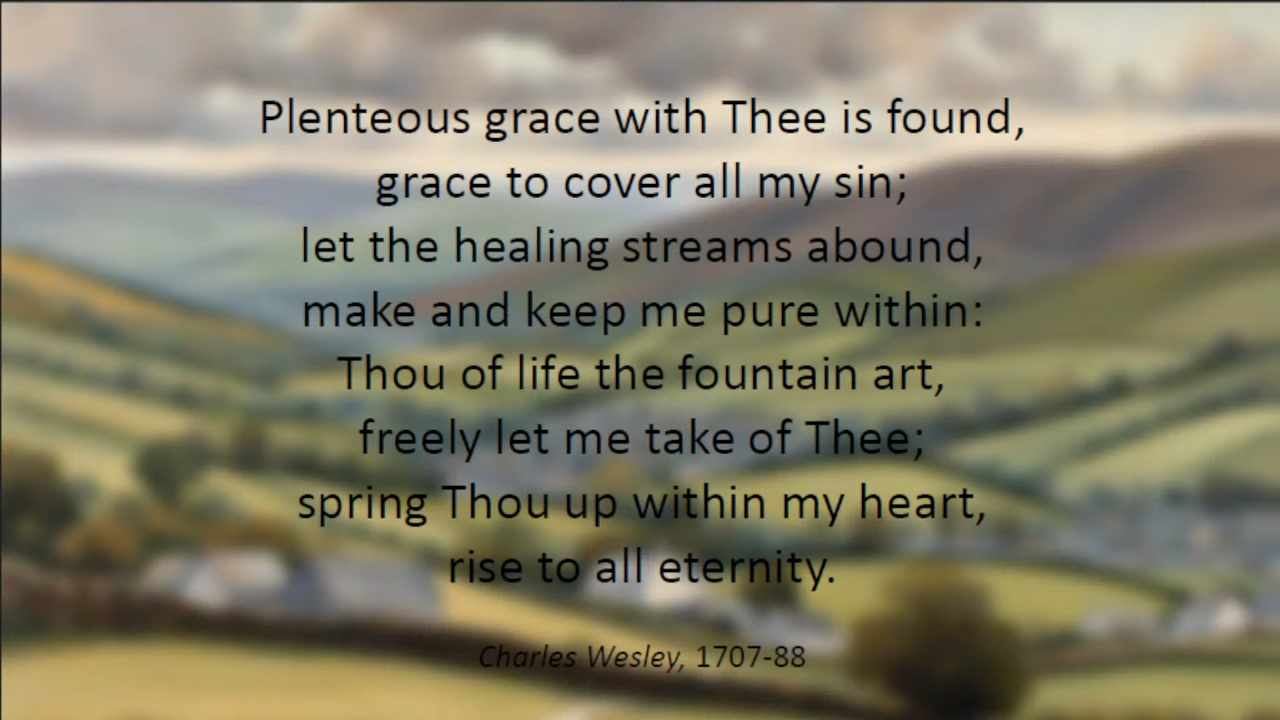 Plenteous grace with Thee is found,
grace to cover all my sin;
let the healing streams abound,
make and keep me pure within:
Thou of life the fountain art,
freely let me take of Thee;
spring Thou up within my heart,
rise to all eternity.
Charles Wesley, 1707-88